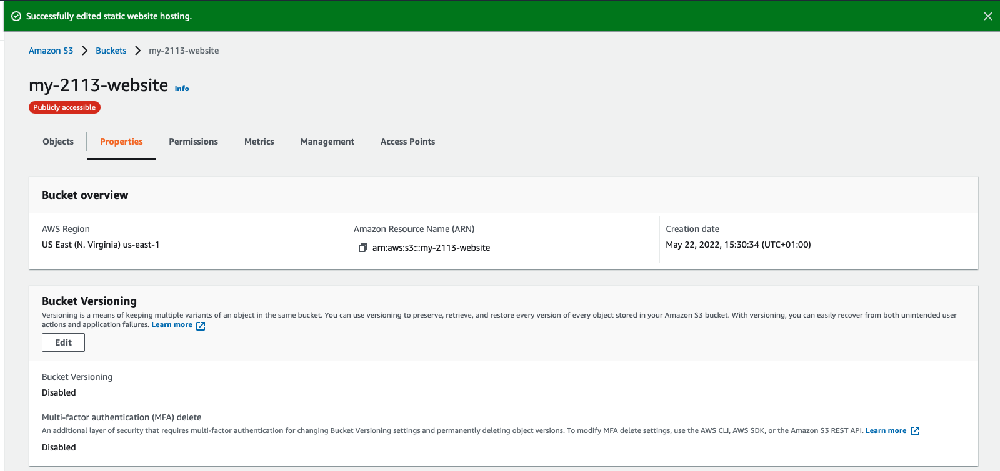 Successfully edited static website hosting.
Amazon S3 Buckets my-2113-website
my-2113-website Info
Publicly accessible
Objects Properties Permissions Metrics Management Access Points
Bucket overview
AWS Region
US East (N. Virginia) us-east-1
Amazon Resource Name (ARN)
arn:aws:s3:::my-2113-website
Creation date
May 22, 2022, 15:30:34 (UTC+01:00)
Bucket Versioning
Versioning is a means of keeping multiple variants of an object in the same bucket. You can use versioning to preserve, retrieve, and restore every version of every object stored in your Amazon S3 bucket. With versioning, you can easily recover from both unintended user
actions and application failures. Learn more
Edit
Bucket Versioning
Disabled
Multi-factor authentication (MFA) delete
An additional layer of security that requires multi-factor authentication for changing Bucket Versioning settings and permanently deleting object versions. To modify MFA delete settings, use the AWS CLI, AWS SDK, or the Amazon S3 REST API. Learn more
Disabled